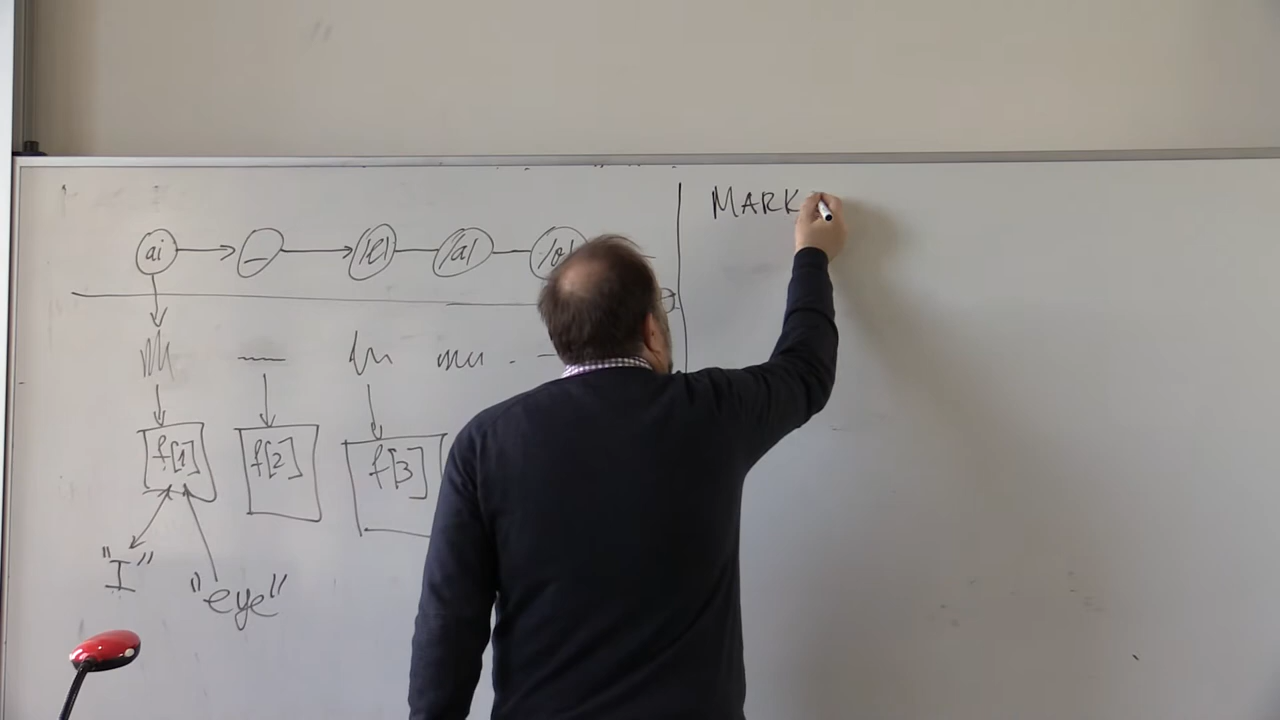 MARK
ai – /e/ /a/ /o/
f[1] f[2] f[3]
"I" "eye"